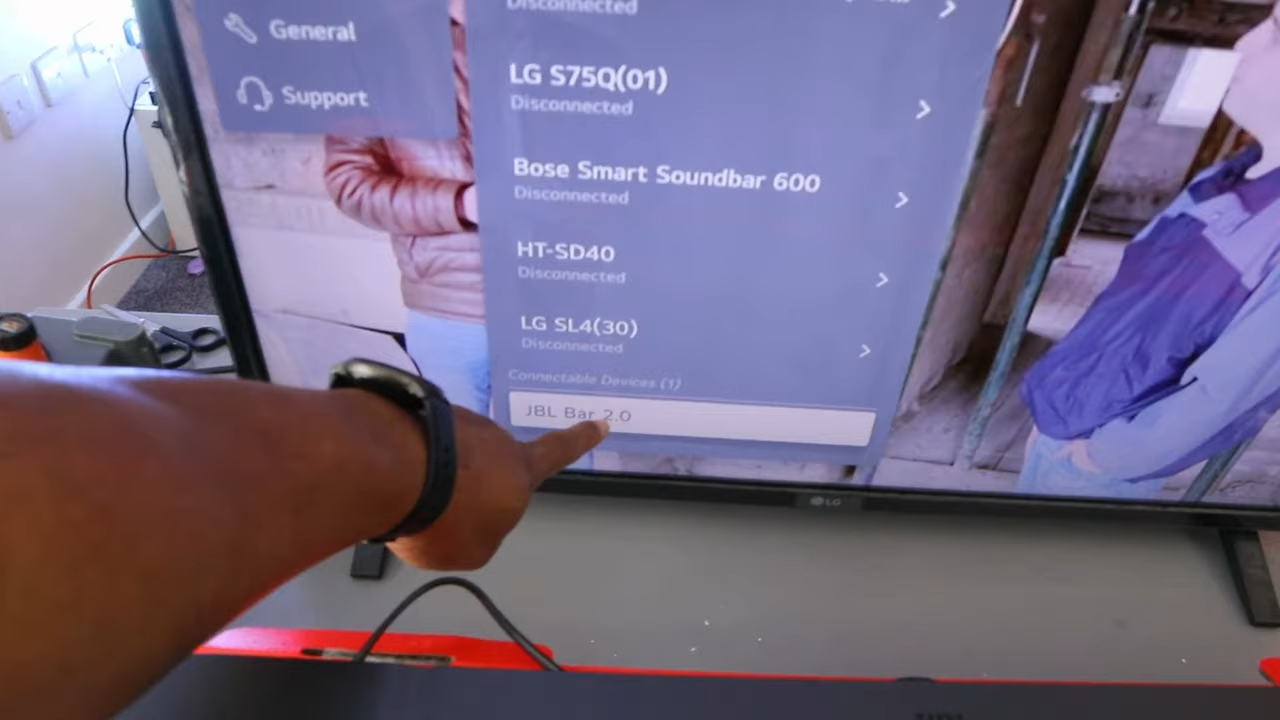 General
Support
Disconnected
LG S75Q(01)
Disconnected
Bose Smart Soundbar 600
Disconnected
HT-SD40
Disconnected
LG SL4(30)
Disconnected
Connectable Devices (1)
JBL Bar 2.0
LG